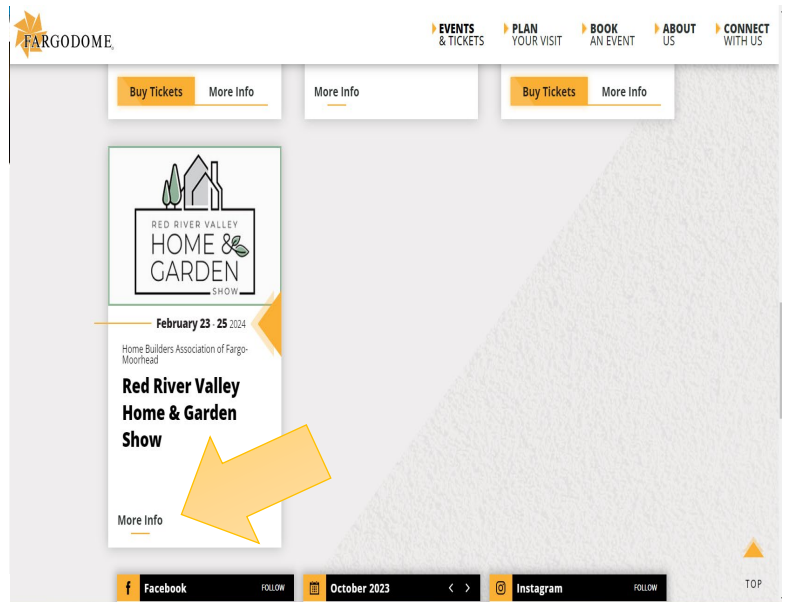 FARGODOME®
EVENTS
& TICKETS
PLAN
YOUR VISIT
BOOK
AN EVENT
ABOUT
US
CONNECT
WITH US
Buy Tickets More Info
More Info
Buy Tickets More Info
RED RIVER VALLEY
HOME &
GARDEN
SHOW
February 23 - 25 2024
Home Builders Association of Fargo-
Moorhead
Red River Valley
Home & Garden
Show
More Info
TOP
Facebook FOLLOW
October 2023 < >
Instagram FOLLOW